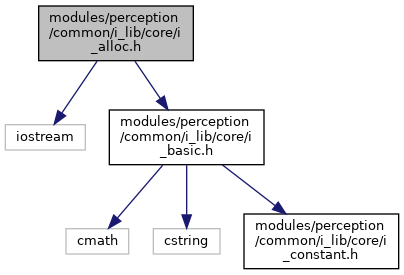 modules/perception
/common/i_lib/core/i
_alloc.h
iostream
modules/perception
/common/i_lib/core/i
_basic.h
cmath
cstring
modules/perception
/common/i_lib/core/i
_constant.h